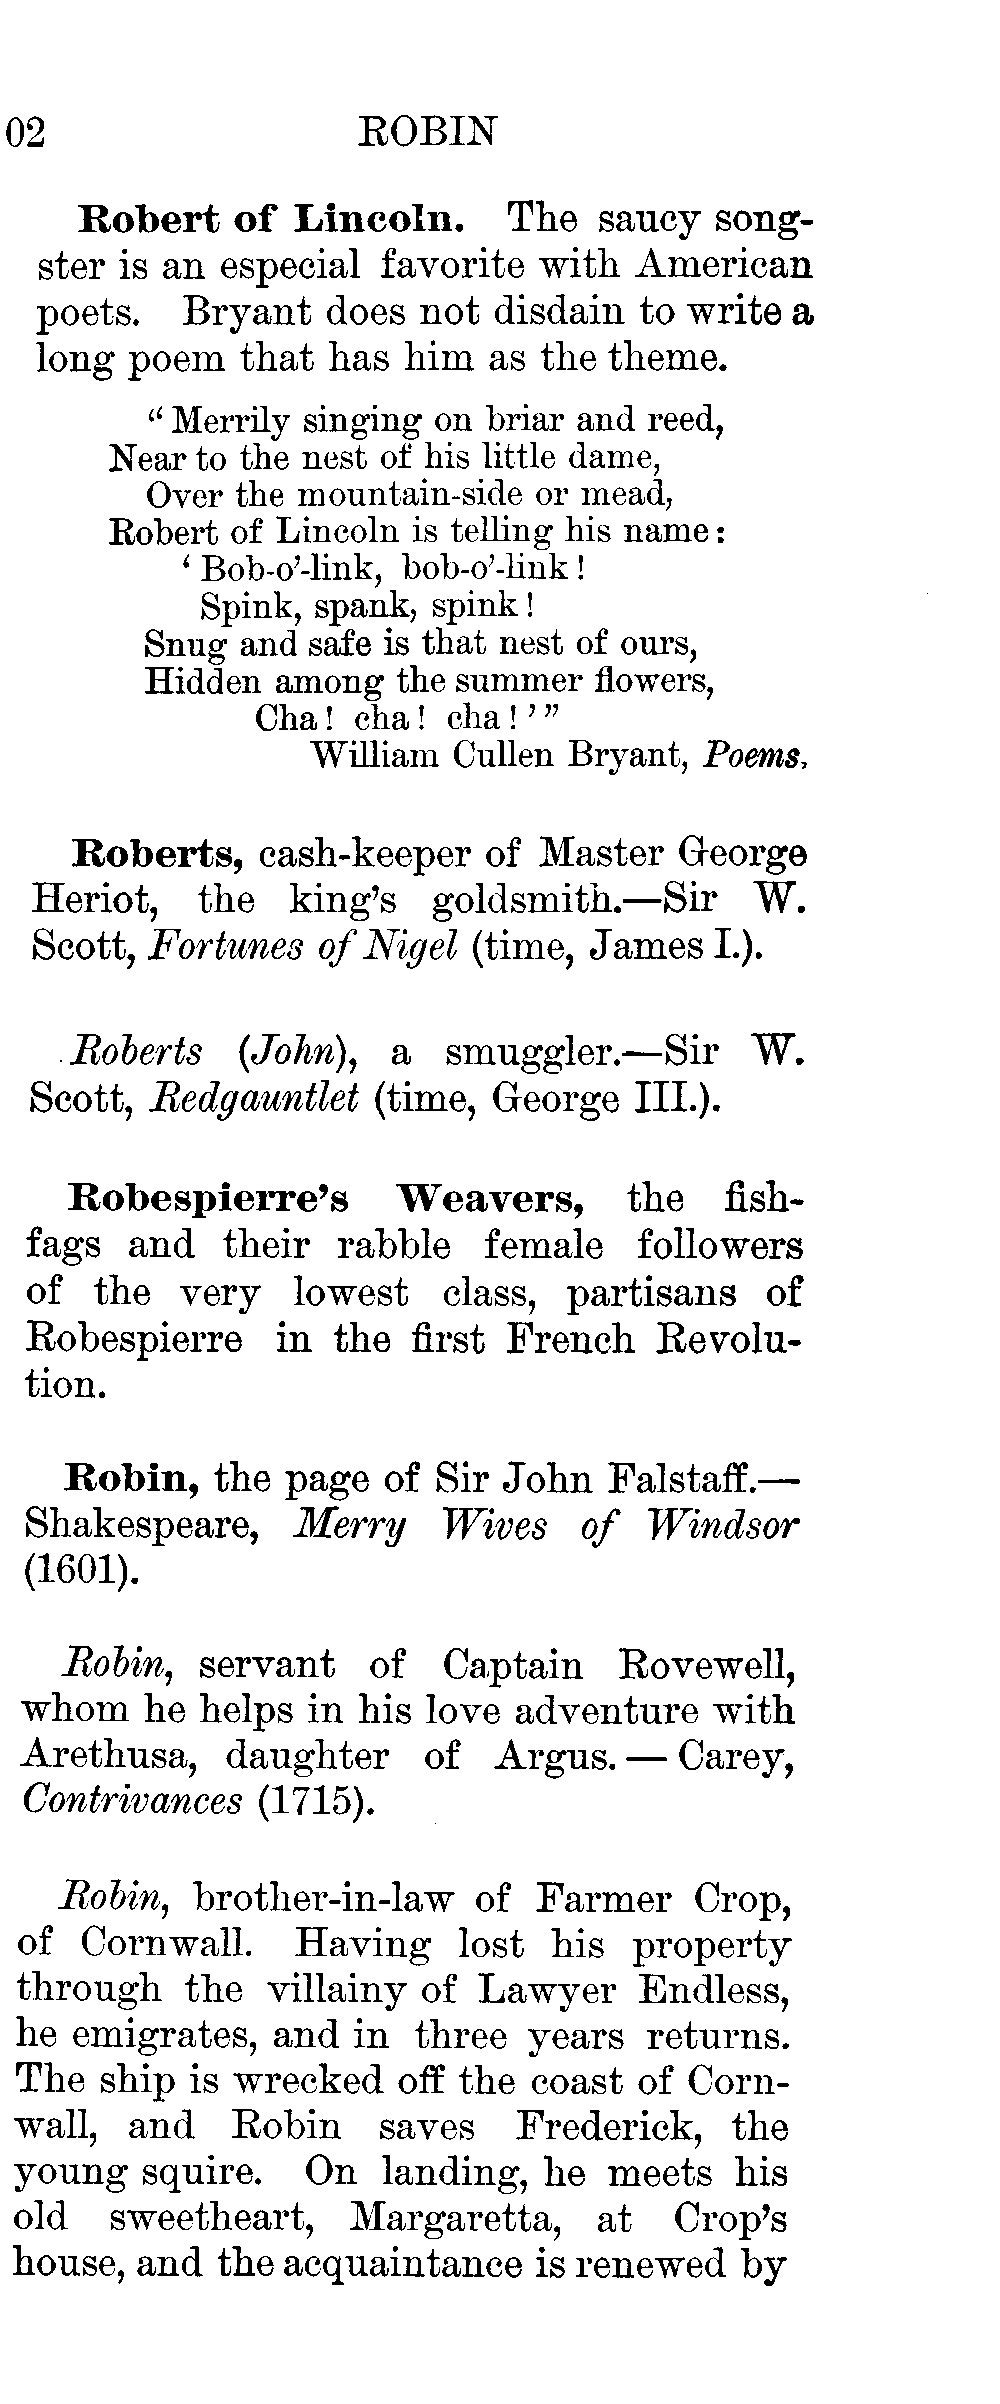 02 ROBIN
Robert of Lincoln. The saucy song-
ster is an especial favorite with American
poets. Bryant does not disdain to write a
long poem that has him as the theme.
“Merrily singing on briar and reed,
Near to the nest of his little dame,
Over the mountain-side or mead,
Robert of Lincoln is telling his name:
‘Bob-o’-link, bob-o’-link!
Spink, spank, spink!
Snug and safe is that nest of ours,
Hidden among the summer flowers,
Cha! cha! cha!’”
William Cullen Bryant, Poems.
Roberts, cash-keeper of Master George
Heriot, the king’s goldsmith.—Sir W.
Scott, Fortunes of Nigel (time, James I.).
Roberts (John), a smuggler.—Sir W.
Scott, Redgauntlet (time, George III.).
Robespierre’s Weavers, the fish-
fags and their rabble female followers
of the very lowest class, partisans of
Robespierre in the first French Revolu-
tion.
Robin, the page of Sir John Falstaff.—
Shakespeare, Merry Wives of Windsor
(1601).
Robin, servant of Captain Rovewell,
whom he helps in his love adventure with
Arethusa, daughter of Argus.—Carey,
Contrivances (1715).
Robin, brother-in-law of Farmer Crop,
of Cornwall. Having lost his property
through the villainy of Lawyer Endless,
he emigrates, and in three years returns.
The ship is wrecked off the coast of Corn-
wall, and Robin saves Frederick, the
young squire. On landing, he meets his
old sweetheart, Margaretta, at Crop’s
house, and the acquaintance is renewed by